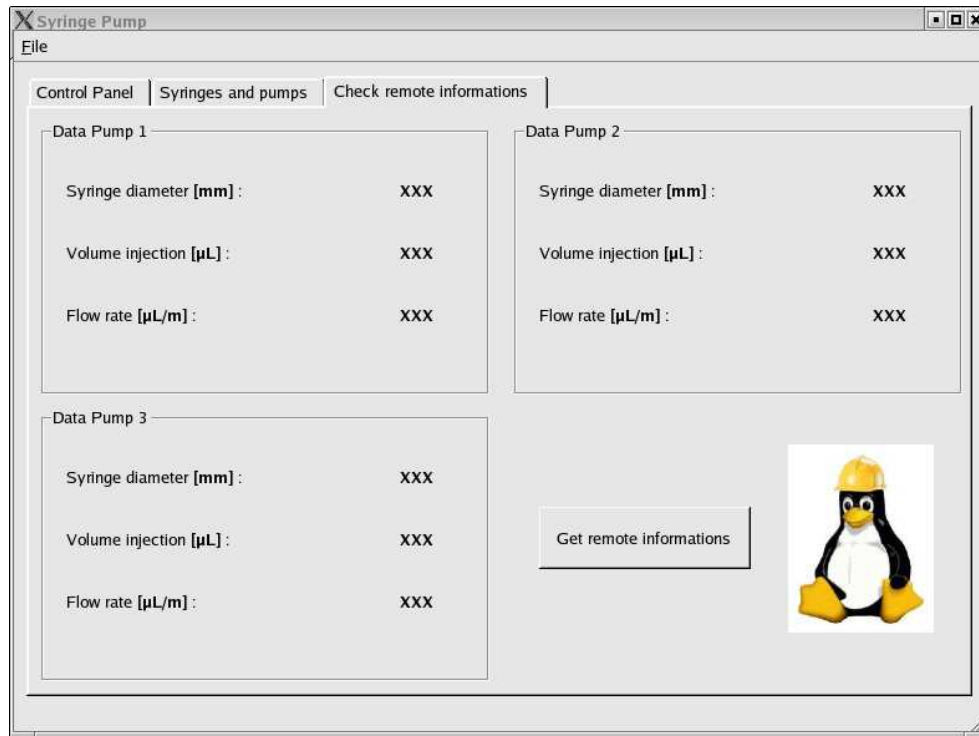 Syringe Pump
File
Control Panel
Syringes and pumps
Check remote informations
Data Pump 1
Syringe diameter [mm] : XXX
Volume injection [µL] : XXX
Flow rate [µL/m] : XXX
Data Pump 2
Syringe diameter [mm] : XXX
Volume injection [µL] : XXX
Flow rate [µL/m] : XXX
Data Pump 3
Syringe diameter [mm] : XXX
Volume injection [µL] : XXX
Flow rate [µL/m] : XXX
Get remote informations